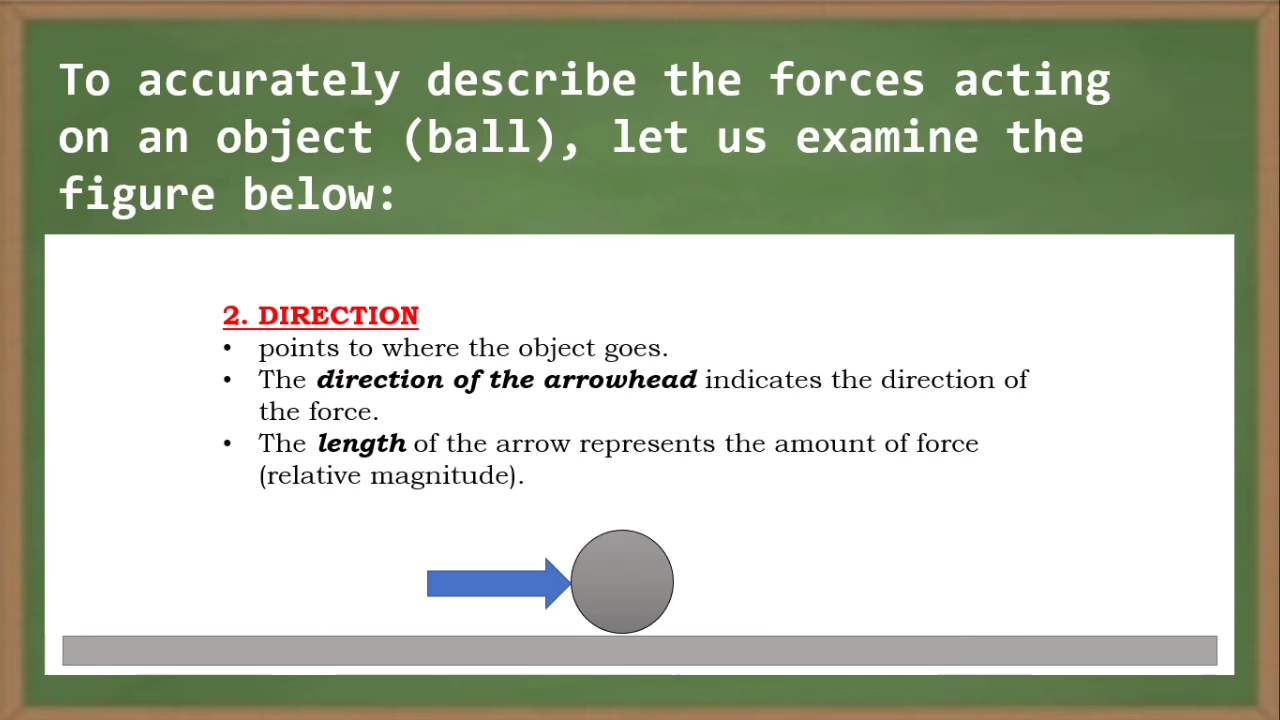 To accurately describe the forces acting
on an object (ball), let us examine the
figure below:
2. DIRECTION
• points to where the object goes.
• The direction of the arrowhead indicates the direction of
the force.
• The length of the arrow represents the amount of force
(relative magnitude).